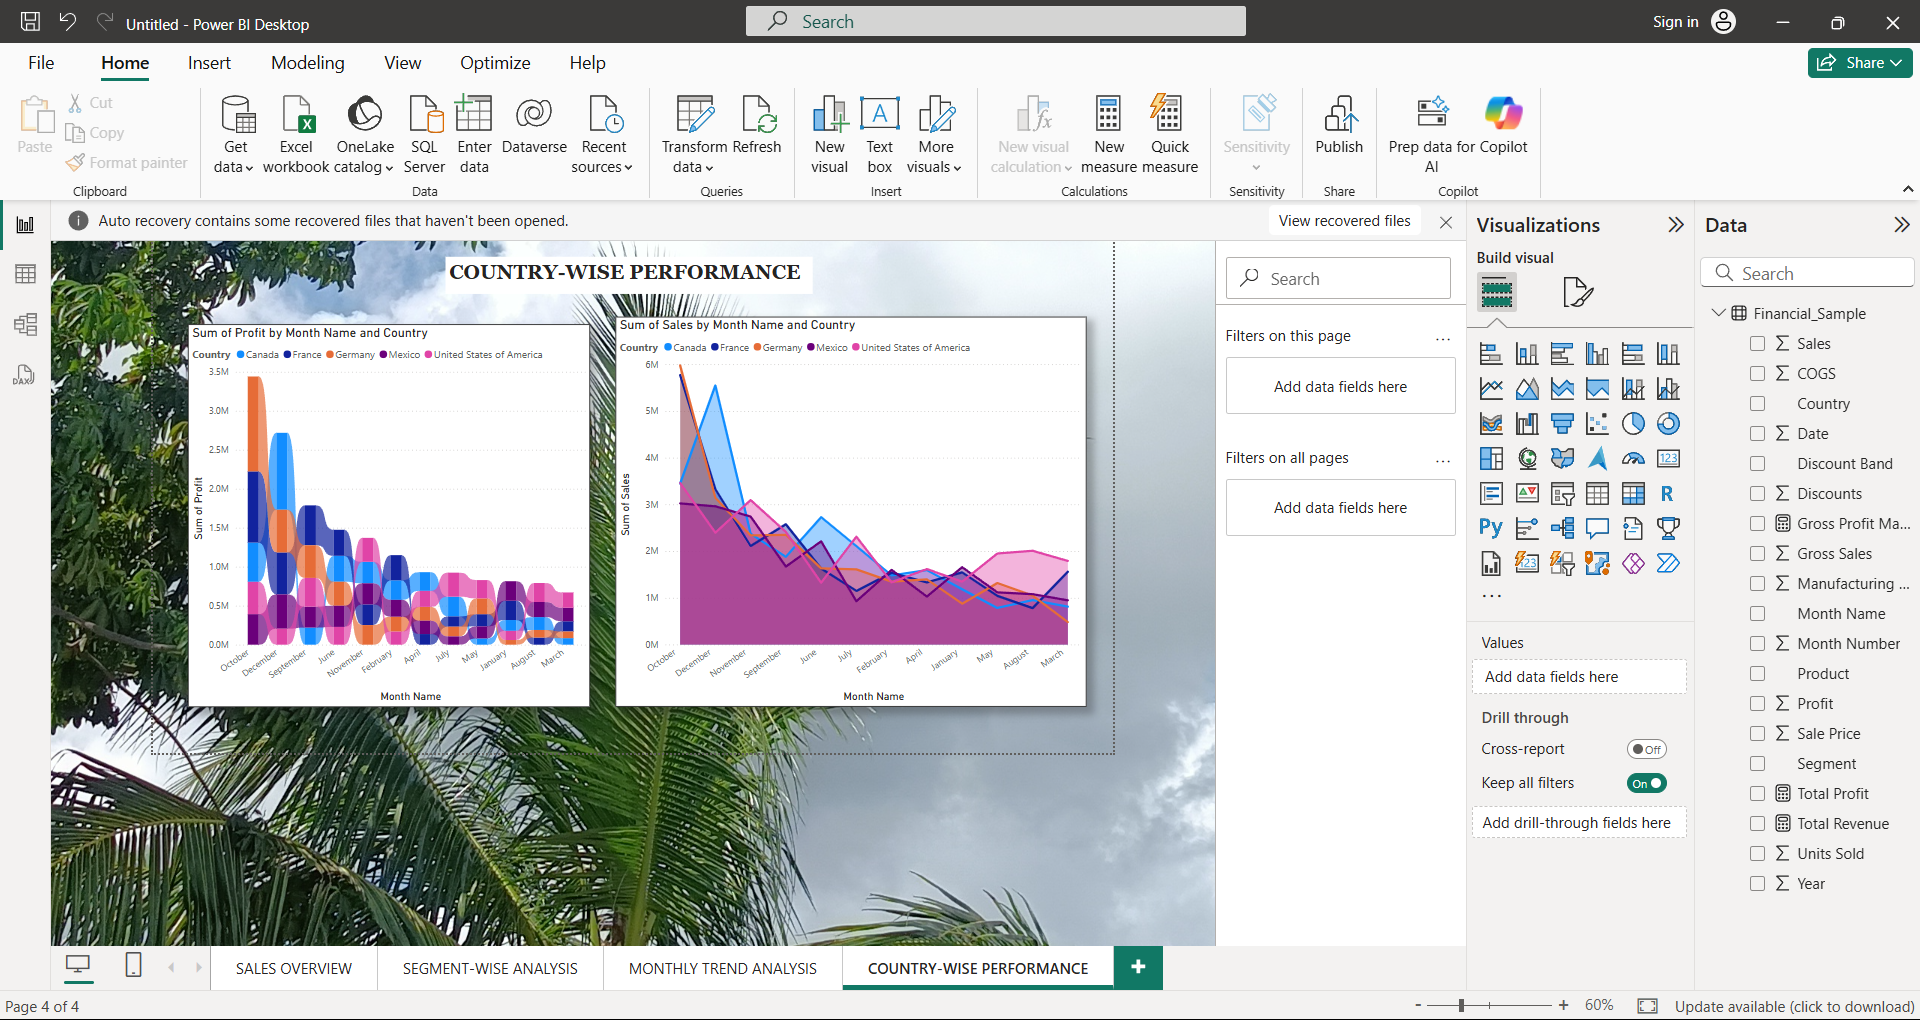 Untitled - Power BI Desktop
Search
Sign in
File
Home
Insert
Modeling
View
Optimize
Help
Share
Paste
Cut
Copy
Format painter
Clipboard
Get data
Excel workbook
OneLake catalog
SQL Server
Enter data
Dataverse
Recent sources
Data
Transform data
Refresh
Queries
New visual
Text box
More visuals
Insert
New visual calculation
New measure
Quick measure
Calculations
Sensitivity
Sensitivity
Publish
Share
Prep data for AI
Copilot
Copilot
Auto recovery contains some recovered files that haven't been opened.
View recovered files
COUNTRY-WISE PERFORMANCE
Sum of Profit by Month Name and Country
Country Canada France Germany Mexico United States of America
3.5M
3.0M
2.5M
2.0M
1.5M
1.0M
0.5M
0.0M
Sum of Profit
October
December
September
June
November
February
April
July
May
January
August
March
Month Name
Sum of Sales by Month Name and Country
Country Canada France Germany Mexico United States of America
6M
5M
4M
3M
2M
1M
0M
Sum of Sales
October
December
November
September
June
July
February
April
January
May
August
March
Month Name
Search
Filters on this page
...
Add data fields here
Filters on all pages
...
Add data fields here
Visualizations
Build visual
123
R
Py
123
...
Values
Add data fields here
Drill through
Cross-report
Off
Keep all filters
On
Add drill-through fields here
Data
Search
Financial_Sample
Sales
COGS
Country
Date
Discount Band
Discounts
Gross Profit Ma...
Gross Sales
Manufacturing ...
Month Name
Month Number
Product
Profit
Sale Price
Segment
Total Profit
Total Revenue
Units Sold
Year
DAX
SALES OVERVIEW
SEGMENT-WISE ANALYSIS
MONTHLY TREND ANALYSIS
COUNTRY-WISE PERFORMANCE
+
Page 4 of 4
- + 60%
Update available (click to download)